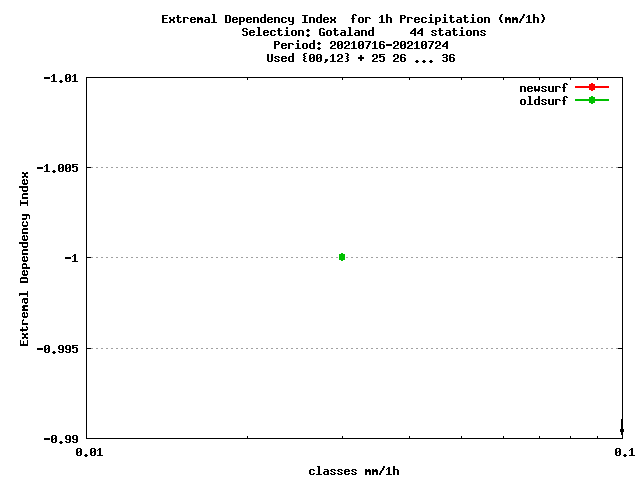 Extremal Dependency Index  for 1h Precipitation (mm/1h)
Selection: Gotaland     44 stations
Period: 20210716-20210724
Used {00,12} + 25 26 ... 36
newsurf
oldsurf
-1.01
-1.005
-1
-0.995
-0.99
Extremal Dependency Index
0.01
0.1
classes mm/1h